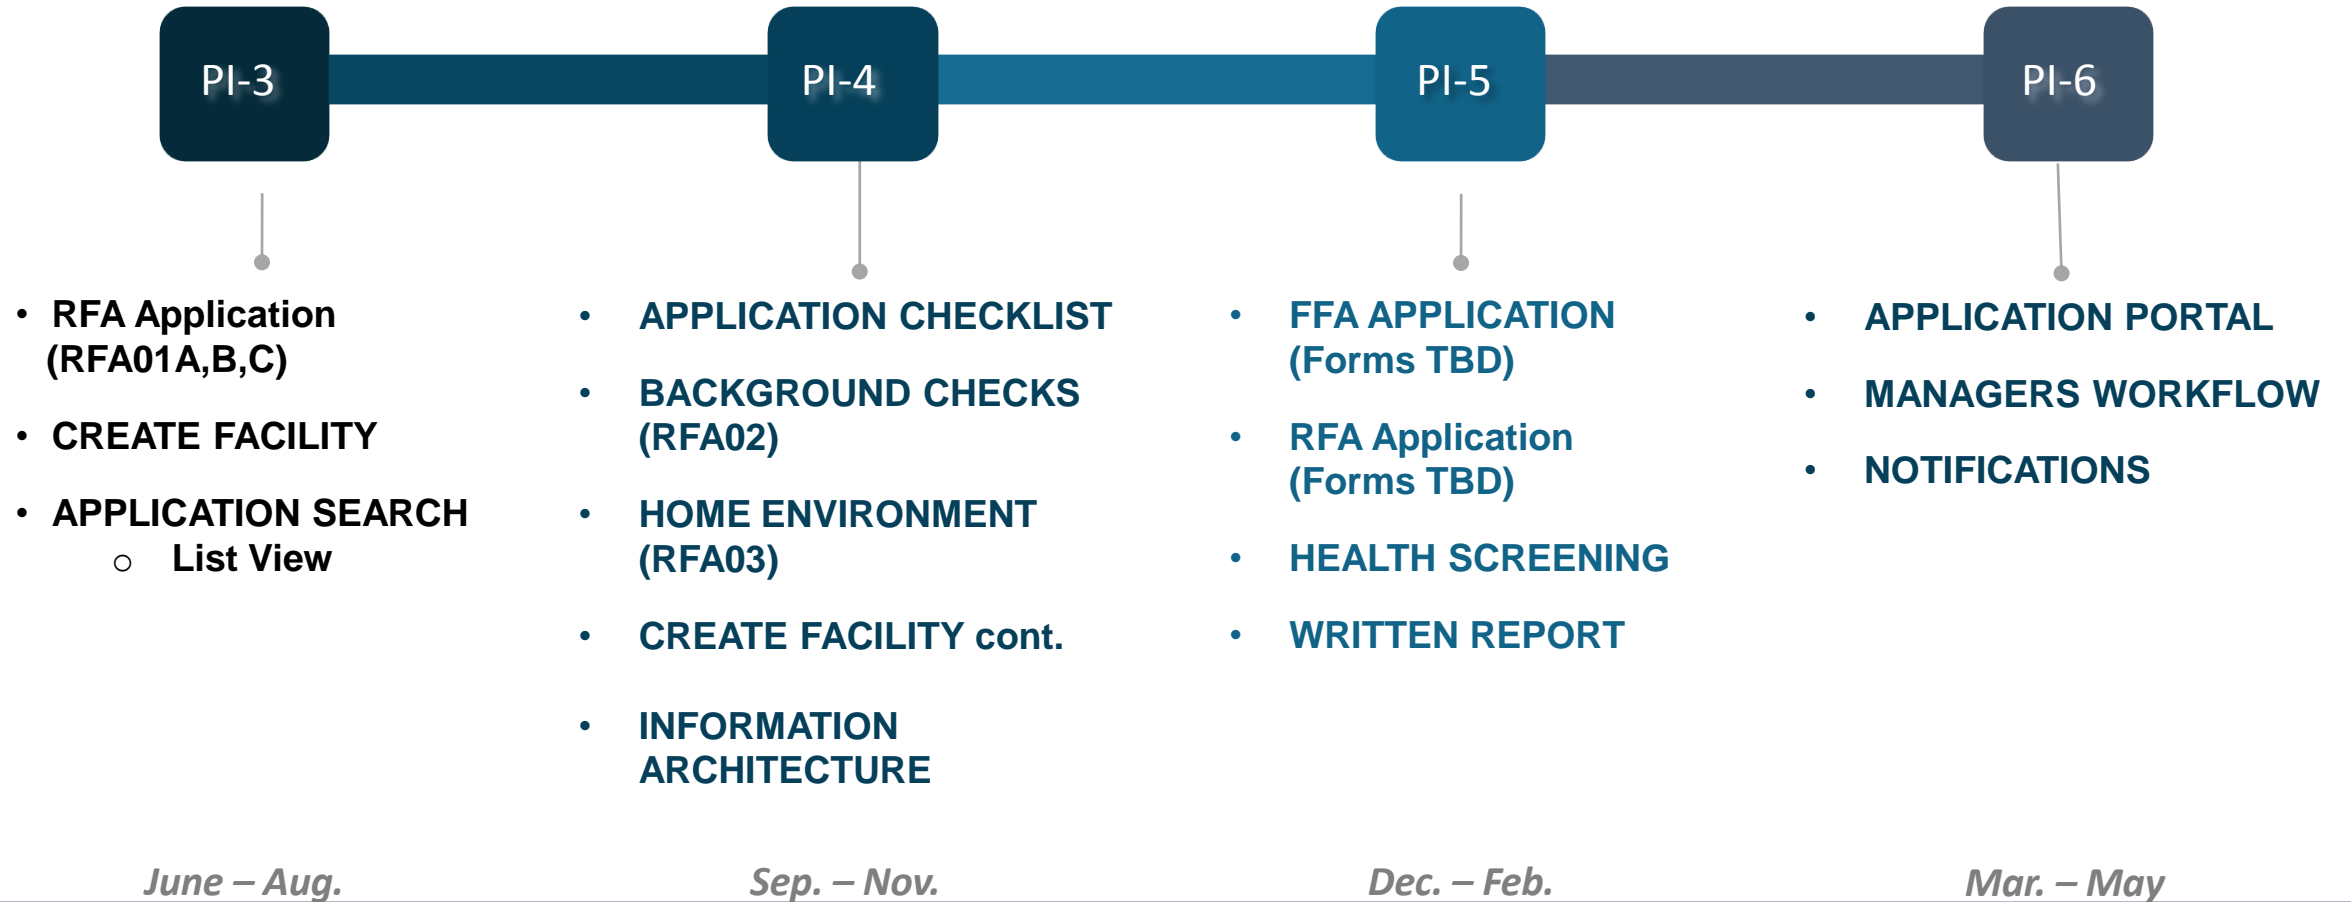 PI-3
PI-4
PI-5
PI-6
• RFA Application
(RFA01A,B,C)
• CREATE FACILITY
• APPLICATION SEARCH
o List View
• APPLICATION CHECKLIST
• BACKGROUND CHECKS
(RFA02)
• HOME ENVIRONMENT
(RFA03)
• CREATE FACILITY cont.
• INFORMATION
ARCHITECTURE
• FFA APPLICATION
(Forms TBD)
• RFA Application
(Forms TBD)
• HEALTH SCREENING
• WRITTEN REPORT
• APPLICATION PORTAL
• MANAGERS WORKFLOW
• NOTIFICATIONS
June – Aug.
Sep. – Nov.
Dec. – Feb.
Mar. – May